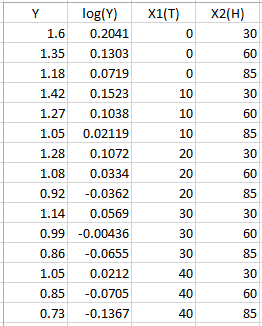 Y log(Y) X1(T) X2(H)
1.6 0.2041 0 30
1.35 0.1303 0 60
1.18 0.0719 0 85
1.42 0.1523 10 30
1.27 0.1038 10 60
1.05 0.02119 10 85
1.28 0.1072 20 30
1.08 0.0334 20 60
0.92 -0.0362 20 85
1.14 0.0569 30 30
0.99 -0.00436 30 60
0.86 -0.0655 30 85
1.05 0.0212 40 30
0.85 -0.0705 40 60
0.73 -0.1367 40 85